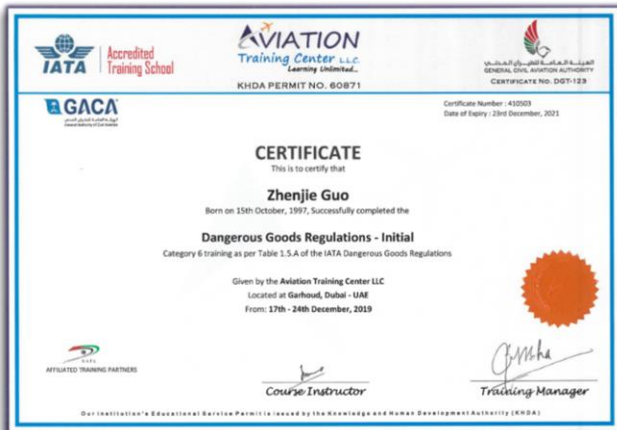 IATA
Accredited
Training School
AVIATION
Training Center L.L.C.
Learning Unlimited...
KHDA PERMIT NO. 60871
الهيئة العامة للطيران المدني
GENERAL CIVIL AVIATION AUTHORITY
CERTIFICATE NO. DGT-123
GACA
Certificate Number : 410503
Date of Expiry : 23rd December, 2021
CERTIFICATE
This is to certify that
Zhenjie Guo
Born on 15th October, 1997, Successfully completed the
Dangerous Goods Regulations - Initial
Category 6 training as per Table 1.5.A of the IATA Dangerous Goods Regulations
Given by the Aviation Training Center LLC
Located at Garhoud, Dubai - UAE
From: 17th - 24th December, 2019
AFFILIATED TRAINING PARTNERS
Course Instructor
Training Manager
Our Institution's Educational Service Permit is issued by the Knowledge and Human Development Authority (KHDA)